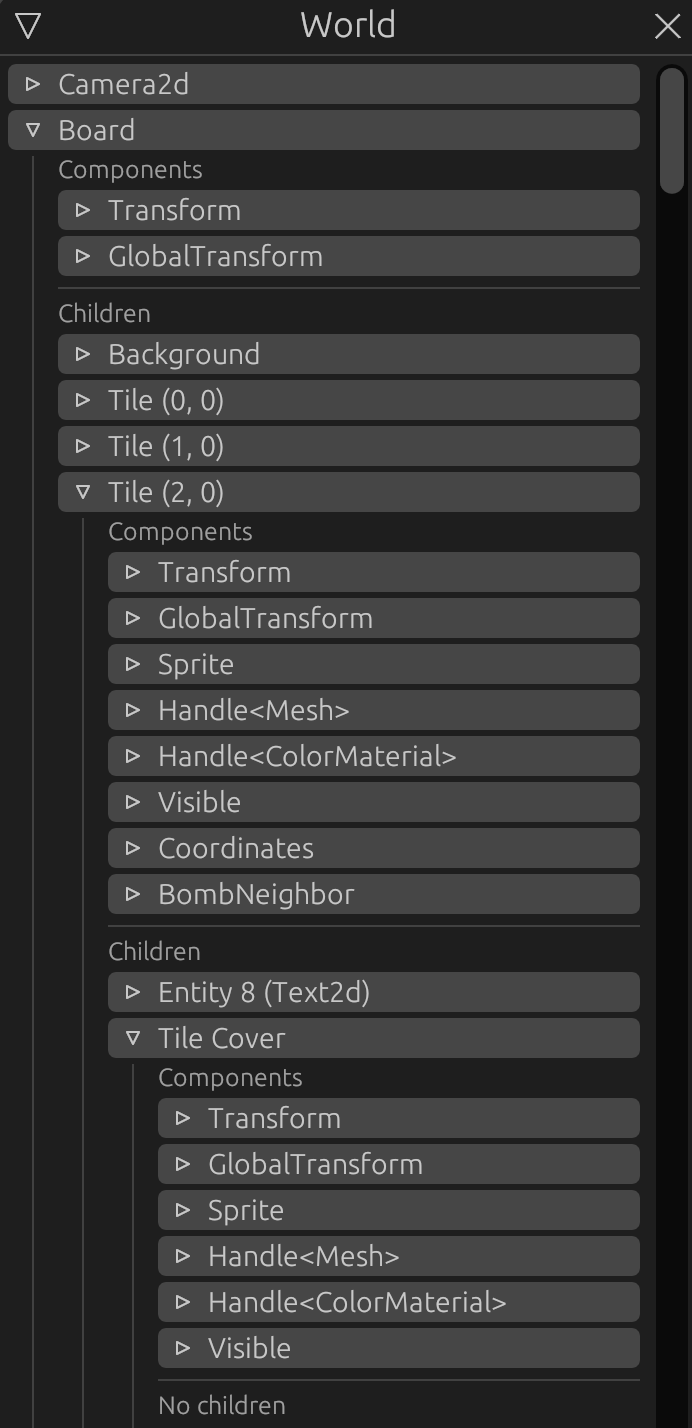 World
Camera2d
Board
Components
Transform
GlobalTransform
Children
Background
Tile (0, 0)
Tile (1, 0)
Tile (2, 0)
Components
Transform
GlobalTransform
Sprite
Handle<Mesh>
Handle<ColorMaterial>
Visible
Coordinates
BombNeighbor
Children
Entity 8 (Text2d)
Tile Cover
Components
Transform
GlobalTransform
Sprite
Handle<Mesh>
Handle<ColorMaterial>
Visible
No children